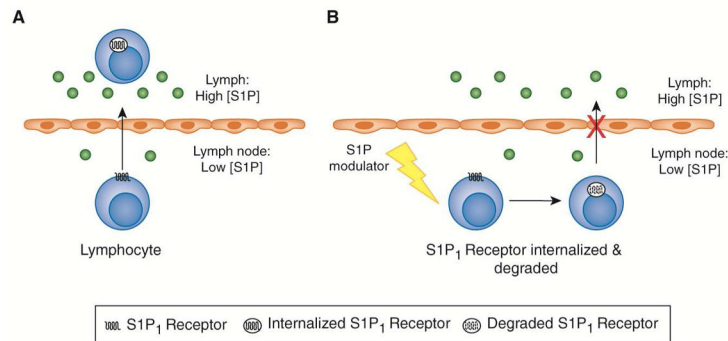 A
Lymph:
High [S1P]
Lymph node:
Low [S1P]
Lymphocyte
B
Lymph:
High [S1P]
S1P
modulator
Lymph node:
Low [S1P]
S1P₁ Receptor internalized &
degraded
S1P₁ Receptor Internalized S1P₁ Receptor Degraded S1P₁ Receptor